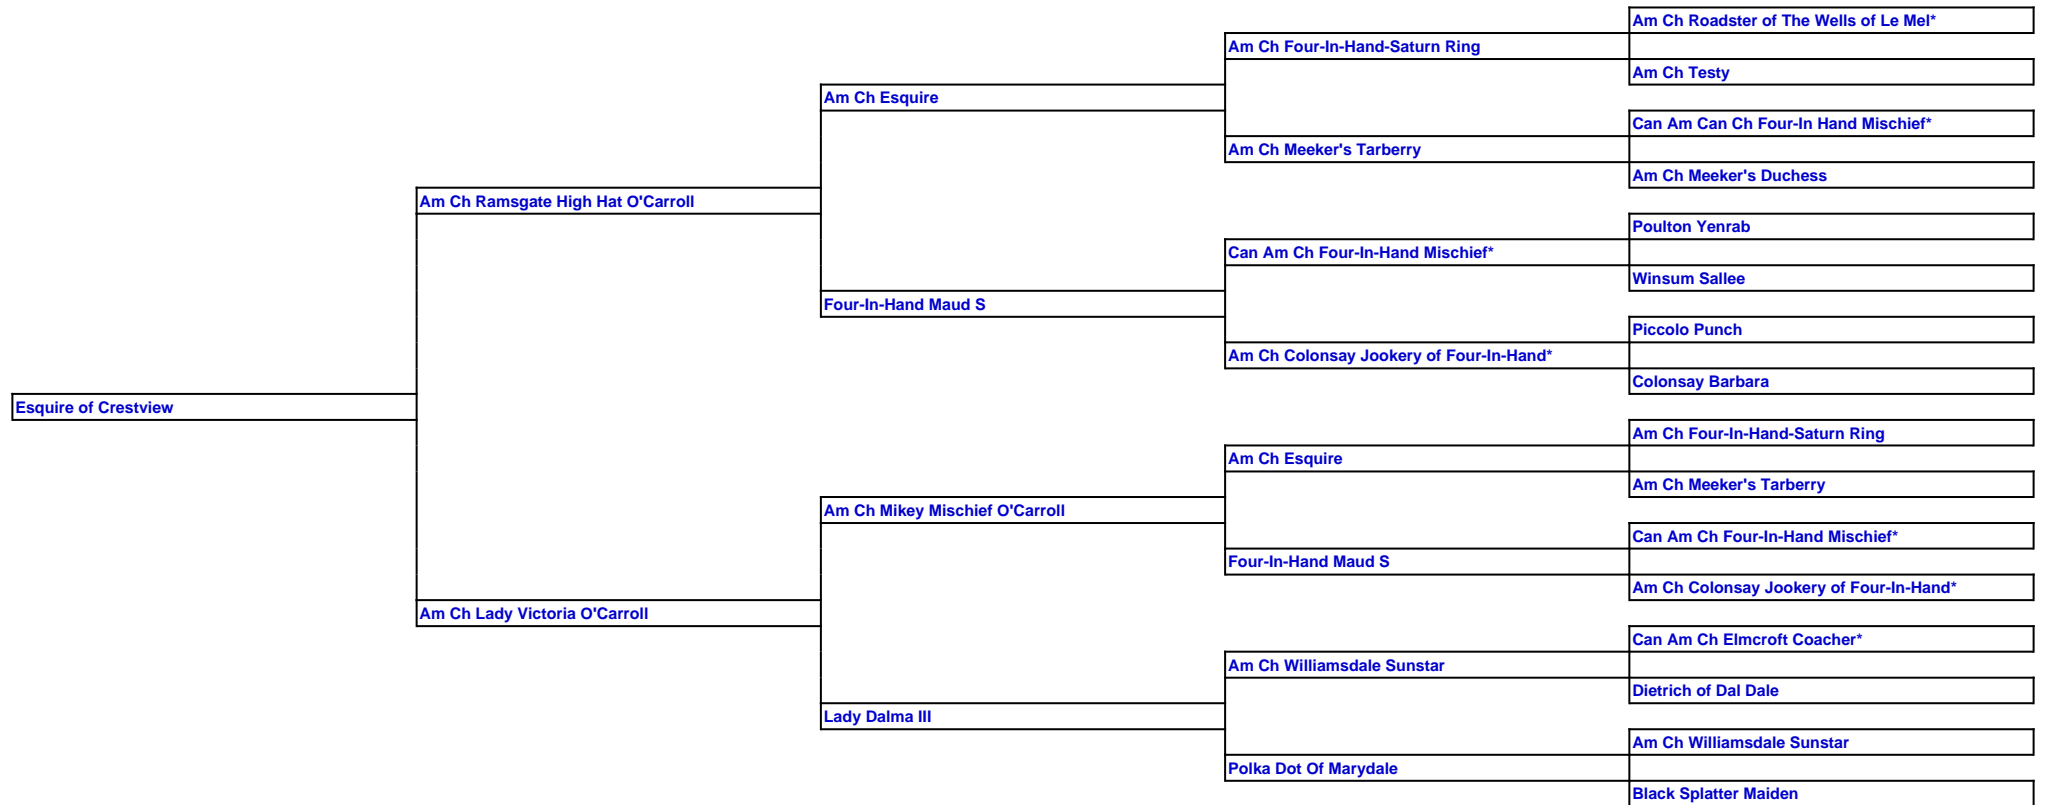 Am Ch Roadster of The Wells of Le Mel*
Am Ch Four-In-Hand-Saturn Ring
Am Ch Testy
Am Ch Esquire
Can Am Can Ch Four-In Hand Mischief*
Am Ch Meeker's Tarberry
Am Ch Meeker's Duchess
Am Ch Ramsgate High Hat O'Carroll
Poulton Yenrab
Can Am Ch Four-In-Hand Mischief*
Winsum Sallee
Four-In-Hand Maud S
Piccolo Punch
Am Ch Colonsay Jookery of Four-In-Hand*
Colonsay Barbara
Esquire of Crestview
Am Ch Four-In-Hand-Saturn Ring
Am Ch Esquire
Am Ch Meeker's Tarberry
Am Ch Mikey Mischief O'Carroll
Can Am Ch Four-In-Hand Mischief*
Four-In-Hand Maud S
Am Ch Colonsay Jookery of Four-In-Hand*
Am Ch Lady Victoria O'Carroll
Can Am Ch Elmcroft Coacher*
Am Ch Williamsdale Sunstar
Dietrich of Dal Dale
Lady Dalma III
Am Ch Williamsdale Sunstar
Polka Dot Of Marydale
Black Splatter Maiden